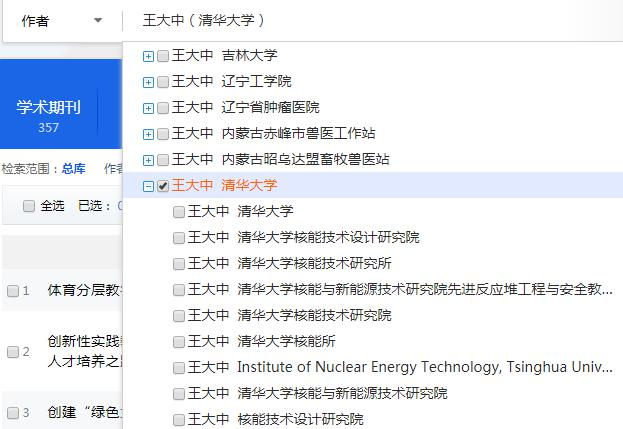 作者
王大中（清华大学）
王大中 吉林大学
王大中 辽宁工学院
王大中 辽宁省肿瘤医院
王大中 内蒙古赤峰市兽医工作站
王大中 内蒙古昭乌达盟畜牧兽医站
王大中 清华大学
王大中 清华大学
王大中 清华大学核能技术设计研究院
王大中 清华大学核能技术研究所
王大中 清华大学核能与新能源技术研究院先进反应堆工程与安全教...
王大中 清华大学核能技术研究院
王大中 清华大学核能所
王大中 Institute of Nuclear Energy Technology, Tsinghua Univ...
王大中 清华大学核能与新能源技术研究院
王大中 核能技术设计研究院
学术期刊
357
检索范围：总库 作者
全选 已选：
1 体育分层教
2 创新性实践
人才培养之
3 创建“绿色